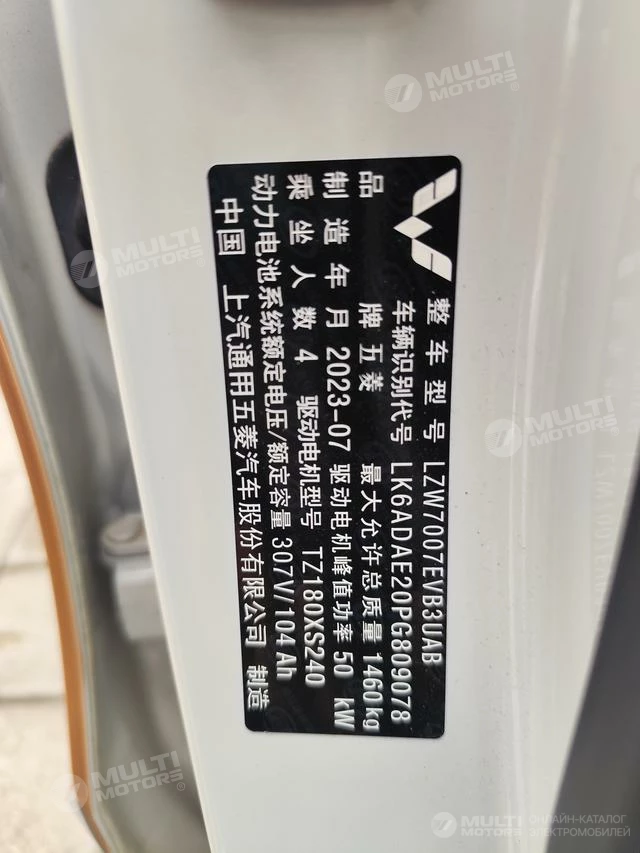 整车型号 LZW7007EVB3UAB
车辆识别代号 LK6ADAE20PG809078
品 牌 五菱 最大允许总质量 1460kg
制造年月 2023-07 驱动电机峰值功率 50 kW
乘坐人数 4 驱动电机型号 TZ180XS240
动力电池系统额定电压/额定容量 307V/104Ah
中国 上汽通用五菱汽车股份有限公司 制造
MULTI
MOTORS®
MULTI
MOTORS®
MULTI
MOTORS®
MULTI
MOTORS®
MULTI
MOTORS
ОНЛАЙН-КАТАЛОГ
ЭЛЕКТРОМОБИЛЕЙ